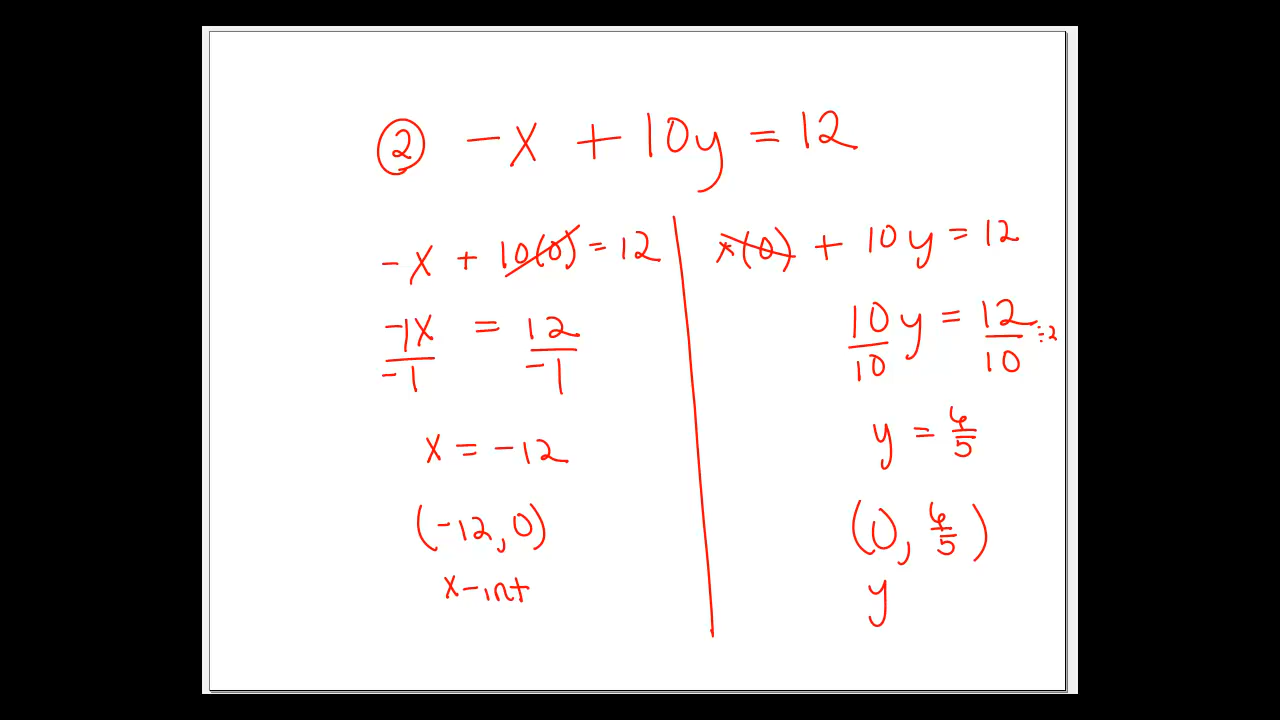 ② -x + 10y = 12
-x + 10(0) = 12
-1x/-1 = 12/-1
x = -12
(-12, 0)
x-int
x(0) + 10y = 12
10y/10 = 12/10 ÷2
y = 6/5
(0, 6/5)
y